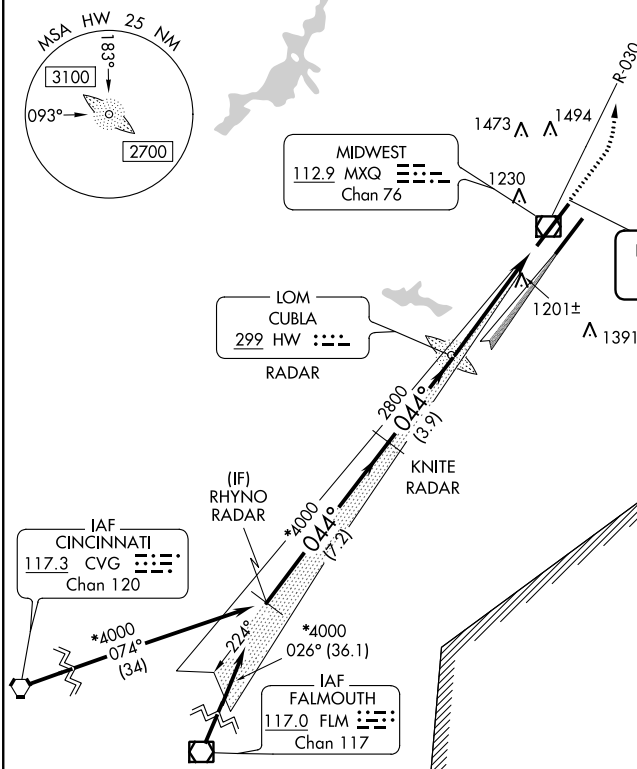 MSA HW 25 NM
183°
3100
093°
2700
R-030
1473
1494
MIDWEST
112.9 MXQ
Chan 76
1230
1201±
1391
LOM
CUBLA
299 HW
RADAR
2800
044°
(3.9)
KNITE
RADAR
(IF)
RHYNO
RADAR
*4000
044°
(7.2)
IAF
CINCINNATI
117.3 CVG
Chan 120
*4000
074°
(34)
224°
*4000
026° (36.1)
IAF
FALMOUTH
117.0 FLM
Chan 117